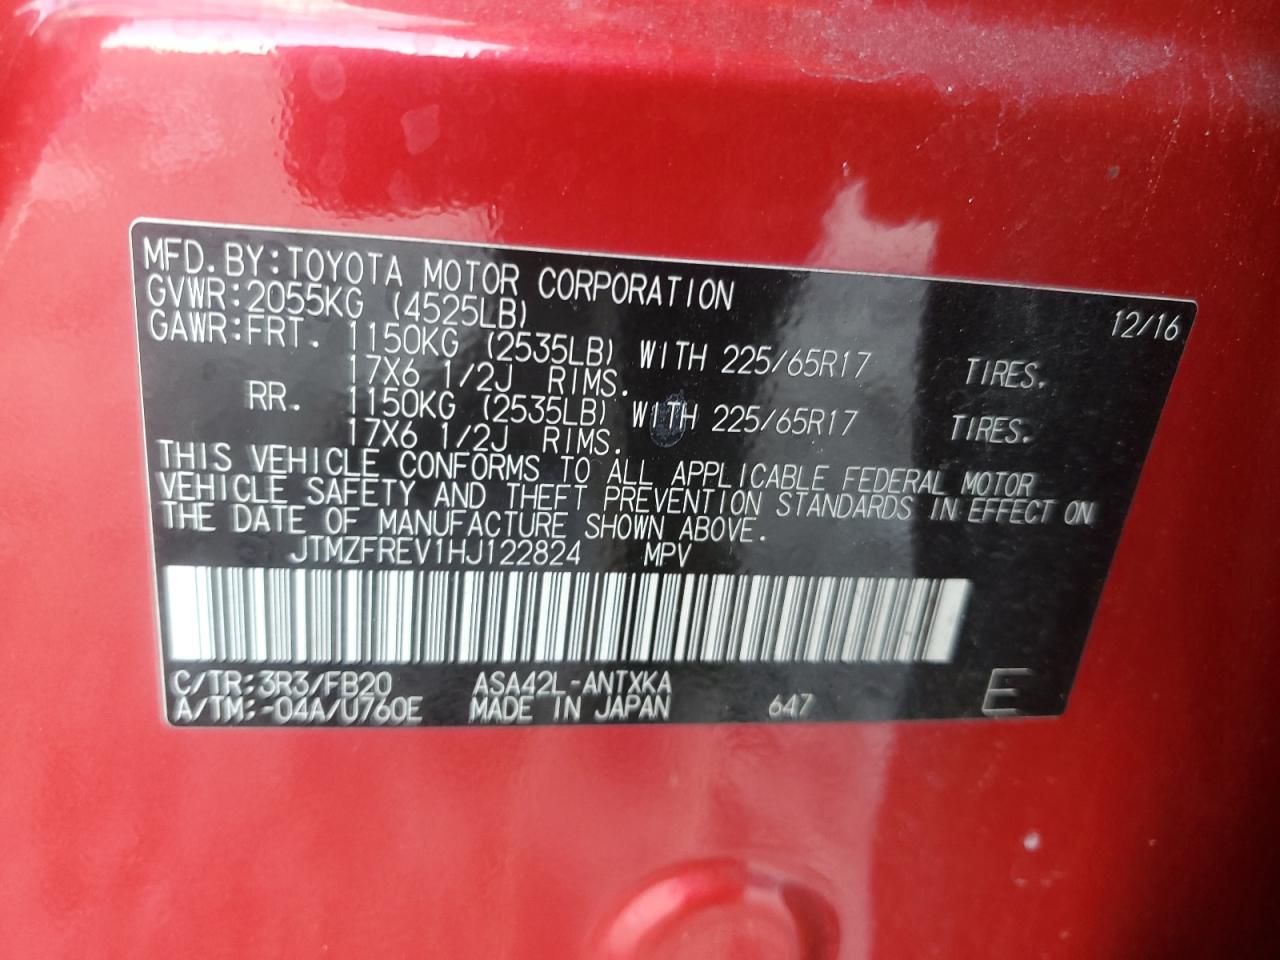 MFD. BY: TOYOTA MOTOR CORPORATION 12/16
GVWR: 2055KG (4525LB)
GAWR: FRT. 1150KG (2535LB) WITH 225/65R17 TIRES.
17X6 1/2J RIMS.
RR. 1150KG (2535LB) WITH 225/65R17 TIRES.
17X6 1/2J RIMS.
THIS VEHICLE CONFORMS TO ALL APPLICABLE FEDERAL MOTOR
VEHICLE SAFETY AND THEFT PREVENTION STANDARDS IN EFFECT ON
THE DATE OF MANUFACTURE SHOWN ABOVE.
JTMZFREV1HJ122824 MPV
C/TR: 3R3/FB20 ASA42L-ANTXKA
A/TM: -04A/U760E MADE IN JAPAN 647 E